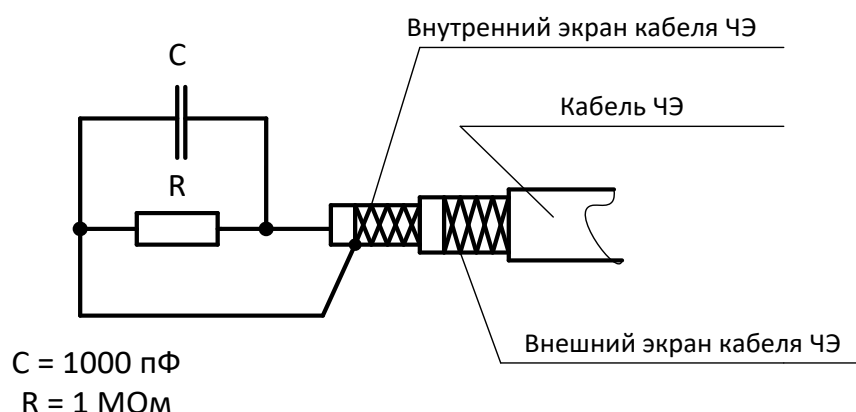 Внутренний экран кабеля ЧЭ
C
Кабель ЧЭ
R
Внешний экран кабеля ЧЭ
C = 1000 пФ
R = 1 МОм